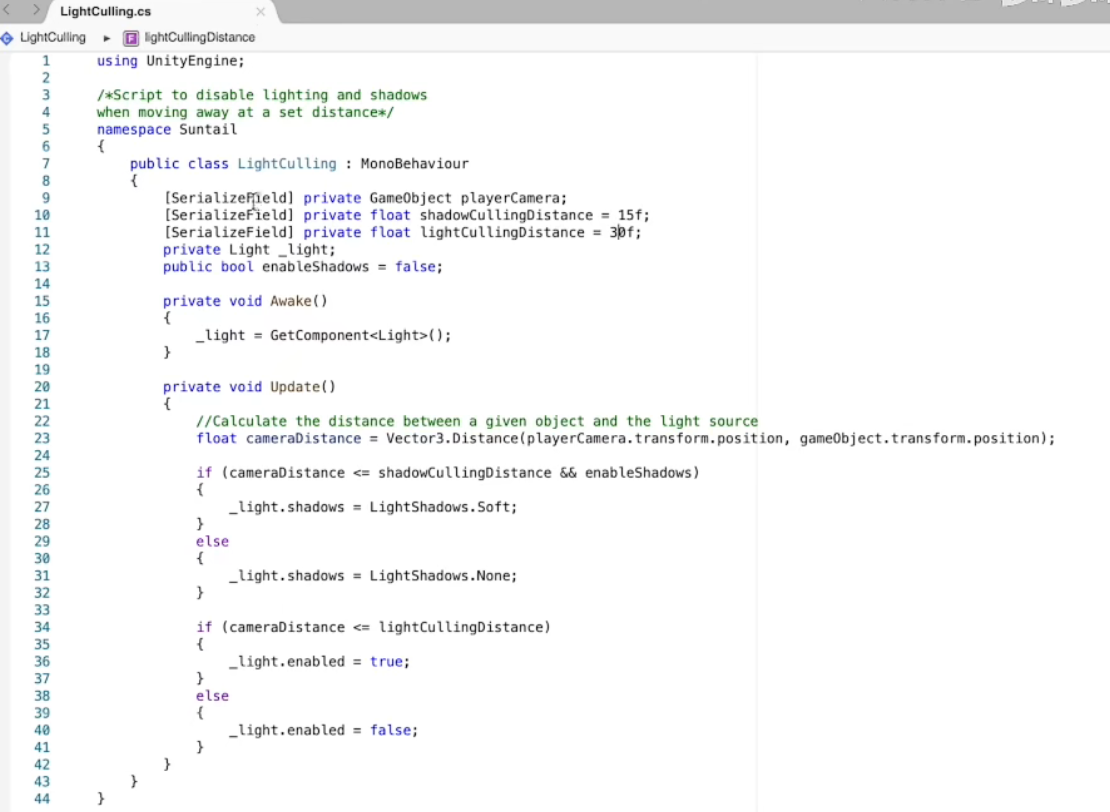 LightCulling.cs
LightCulling ▸ lightCullingDistance
1 using UnityEngine;
2
3 /*Script to disable lighting and shadows
4 when moving away at a set distance*/
5 namespace Suntail
6 {
7 public class LightCulling : MonoBehaviour
8 {
9 [SerializeField] private GameObject playerCamera;
10 [SerializeField] private float shadowCullingDistance = 15f;
11 [SerializeField] private float lightCullingDistance = 30f;
12 private Light _light;
13 public bool enableShadows = false;
14
15 private void Awake()
16 {
17 _light = GetComponent<Light>();
18 }
19
20 private void Update()
21 {
22 //Calculate the distance between a given object and the light source
23 float cameraDistance = Vector3.Distance(playerCamera.transform.position, gameObject.transform.position);
24
25 if (cameraDistance <= shadowCullingDistance && enableShadows)
26 {
27 _light.shadows = LightShadows.Soft;
28 }
29 else
30 {
31 _light.shadows = LightShadows.None;
32 }
33
34 if (cameraDistance <= lightCullingDistance)
35 {
36 _light.enabled = true;
37 }
38 else
39 {
40 _light.enabled = false;
41 }
42 }
43 }
44 }